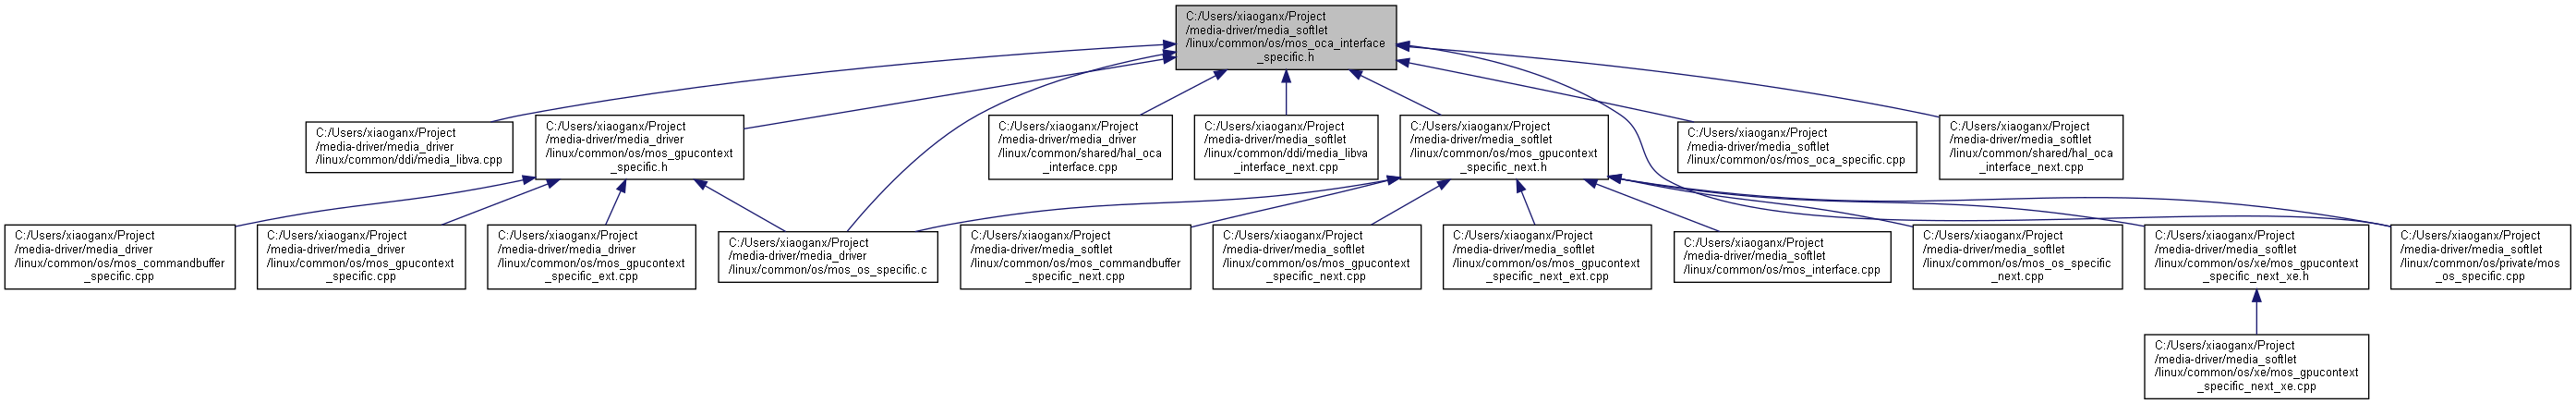 C:/Users/xiaoganx/Project
/media-driver/media_softlet
/linux/common/os/mos_oca_interface
_specific.h
C:/Users/xiaoganx/Project
/media-driver/media_driver
/linux/common/ddi/media_libva.cpp
C:/Users/xiaoganx/Project
/media-driver/media_driver
/linux/common/os/mos_gpucontext
_specific.h
C:/Users/xiaoganx/Project
/media-driver/media_driver
/linux/common/shared/hal_oca
_interface.cpp
C:/Users/xiaoganx/Project
/media-driver/media_softlet
/linux/common/ddi/media_libva
_interface_next.cpp
C:/Users/xiaoganx/Project
/media-driver/media_softlet
/linux/common/os/mos_gpucontext
_specific_next.h
C:/Users/xiaoganx/Project
/media-driver/media_softlet
/linux/common/os/mos_oca_specific.cpp
C:/Users/xiaoganx/Project
/media-driver/media_softlet
/linux/common/shared/hal_oca
_interface_next.cpp
C:/Users/xiaoganx/Project
/media-driver/media_driver
/linux/common/os/mos_commandbuffer
_specific.cpp
C:/Users/xiaoganx/Project
/media-driver/media_driver
/linux/common/os/mos_gpucontext
_specific.cpp
C:/Users/xiaoganx/Project
/media-driver/media_driver
/linux/common/os/mos_gpucontext
_specific_ext.cpp
C:/Users/xiaoganx/Project
/media-driver/media_driver
/linux/common/os/mos_os_specific.c
C:/Users/xiaoganx/Project
/media-driver/media_softlet
/linux/common/os/mos_commandbuffer
_specific_next.cpp
C:/Users/xiaoganx/Project
/media-driver/media_softlet
/linux/common/os/mos_gpucontext
_specific_next.cpp
C:/Users/xiaoganx/Project
/media-driver/media_softlet
/linux/common/os/mos_gpucontext
_specific_next_ext.cpp
C:/Users/xiaoganx/Project
/media-driver/media_softlet
/linux/common/os/mos_interface.cpp
C:/Users/xiaoganx/Project
/media-driver/media_softlet
/linux/common/os/mos_os_specific
_next.cpp
C:/Users/xiaoganx/Project
/media-driver/media_softlet
/linux/common/os/xe/mos_gpucontext
_specific_next_xe.h
C:/Users/xiaoganx/Project
/media-driver/media_softlet
/linux/common/os/private/mos
_os_specific.cpp
C:/Users/xiaoganx/Project
/media-driver/media_softlet
/linux/common/os/xe/mos_gpucontext
_specific_next_xe.cpp